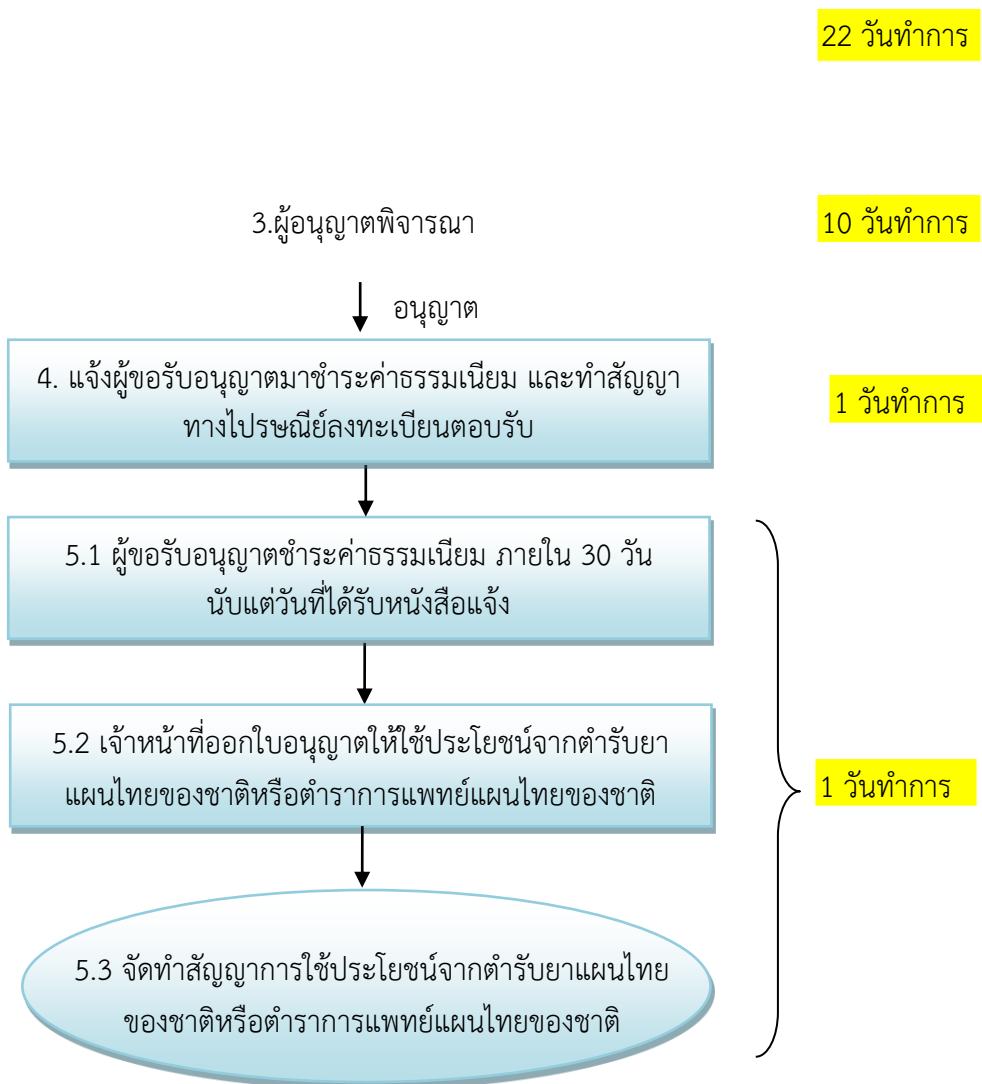 22 วันทำการ
3.ผู้อนุญาตพิจารณา
10 วันทำการ
อนุญาต
4. แจ้งผู้ขอรับอนุญาตมาชำระค่าธรรมเนียม และทำสัญญา
ทางไปรษณีย์ลงทะเบียนตอบรับ
1 วันทำการ
5.1 ผู้ขอรับอนุญาตชำระค่าธรรมเนียม ภายใน 30 วัน
นับแต่วันที่ได้รับหนังสือแจ้ง
5.2 เจ้าหน้าที่ออกใบอนุญาตให้ใช้ประโยชน์จากตำรับยา
แผนไทยของชาติหรือตำราการแพทย์แผนไทยของชาติ
1 วันทำการ
5.3 จัดทำสัญญาการใช้ประโยชน์จากตำรับยาแผนไทย
ของชาติหรือตำราการแพทย์แผนไทยของชาติ